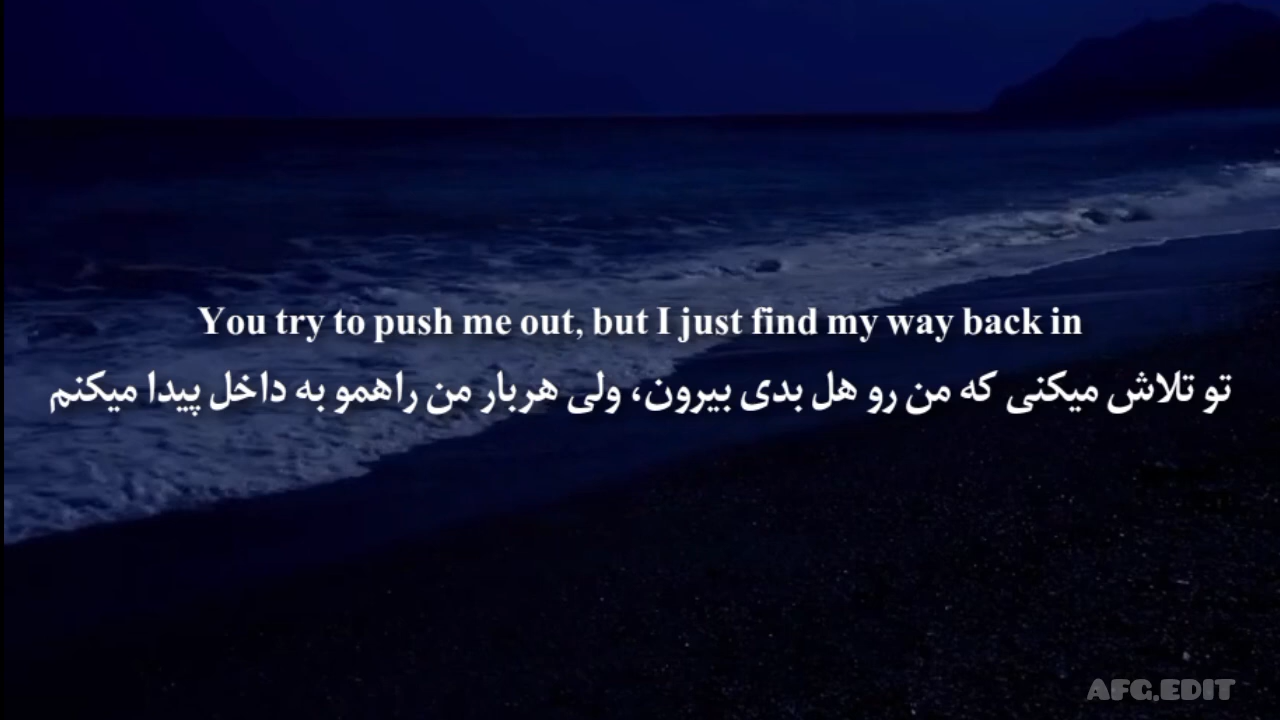 You try to push me out, but I just find my way back in
تو تلاش میکنی که من رو هل بدی بیرون، ولی هربار من راهمو به داخل پیدا میکنم
AFG.EDIT